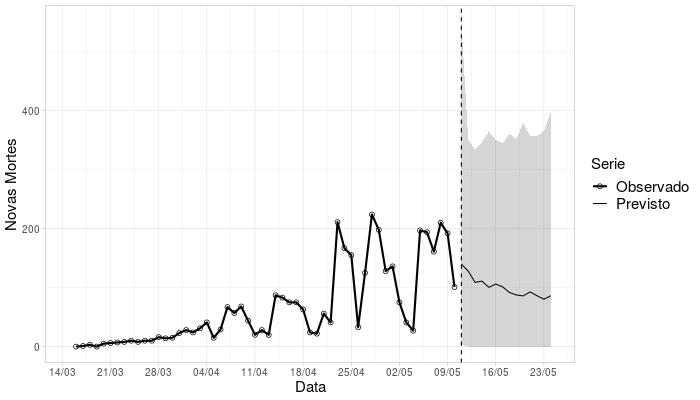 Novas Mortes
400
200
0
14/03 21/03 28/03 04/04 11/04 18/04 25/04 02/05 09/05 16/05 23/05
Data
Serie
Observado
Previsto